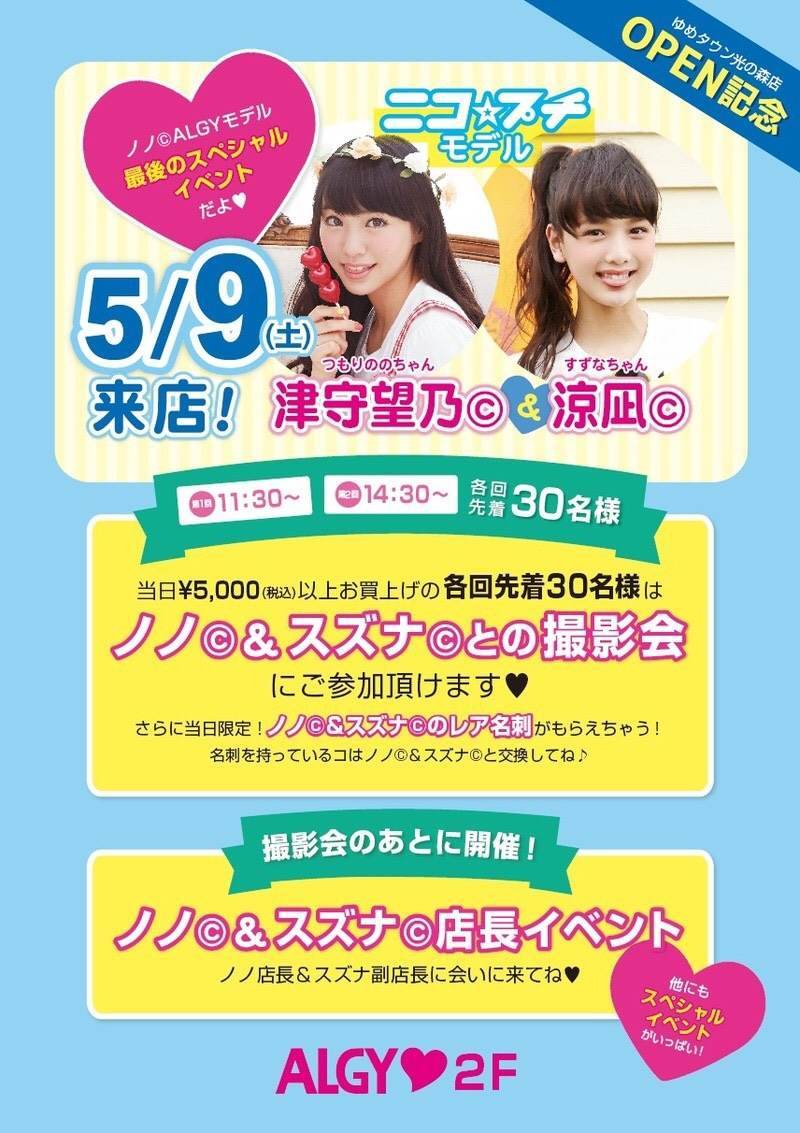 ゆめタウン光の森店
OPEN記念
ノノ©ALGYモデル
最後のスペシャル
イベント
だよ♥
ニコ☆プチ
モデル
5/9(土)
来店!
つもりののちゃん
津守望乃©
&
すずなちゃん
涼凪©
第1回 11:30～
第2回 14:30～
各回
先着
30名様
当日¥5,000(税込)以上お買上げの各回先着30名様は
ノノ©&スズナ©との撮影会
にご参加頂けます♥
さらに当日限定!ノノ©&スズナ©のレア名刺がもらえちゃう!
名刺を持っているコはノノ©&スズナ©と交換してね♪
撮影会のあとに開催!
ノノ©&スズナ©店長イベント
ノノ店長&スズナ副店長に会いに来てね♥
他にも
スペシャル
イベント
がいっぱい!
ALGY♥2F